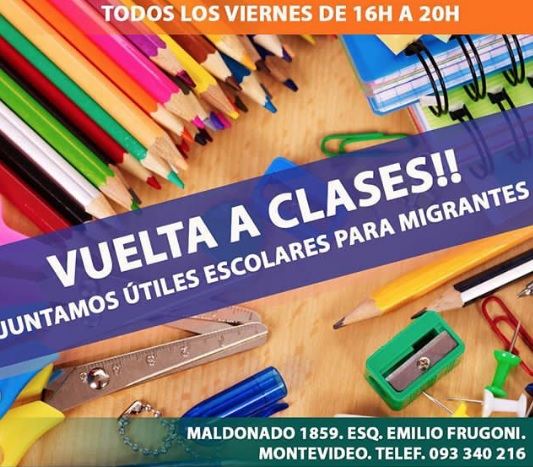 TODOS LOS VIERNES DE 16H A 20H
VUELTA A CLASES!!
JUNTAMOS ÚTILES ESCOLARES PARA MIGRANTES
MALDONADO 1859. ESQ. EMILIO FRUGONI.
MONTEVIDEO. TELEF. 093 340 216